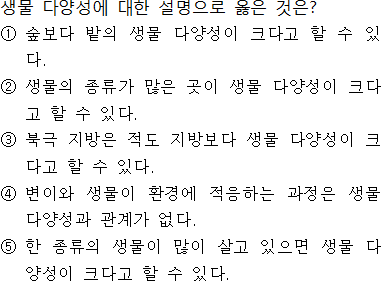 생물 다양성에 대한 설명으로 옳은 것은?
① 숲보다 밭의 생물 다양성이 크다고 할 수 있
다.
② 생물의 종류가 많은 곳이 생물 다양성이 크다
고 할 수 있다.
③ 북극 지방은 적도 지방보다 생물 다양성이 크
다고 할 수 있다.
④ 변이와 생물이 환경에 적응하는 과정은 생물
다양성과 관계가 없다.
⑤ 한 종류의 생물이 많이 살고 있으면 생물 다
양성이 크다고 할 수 있다.